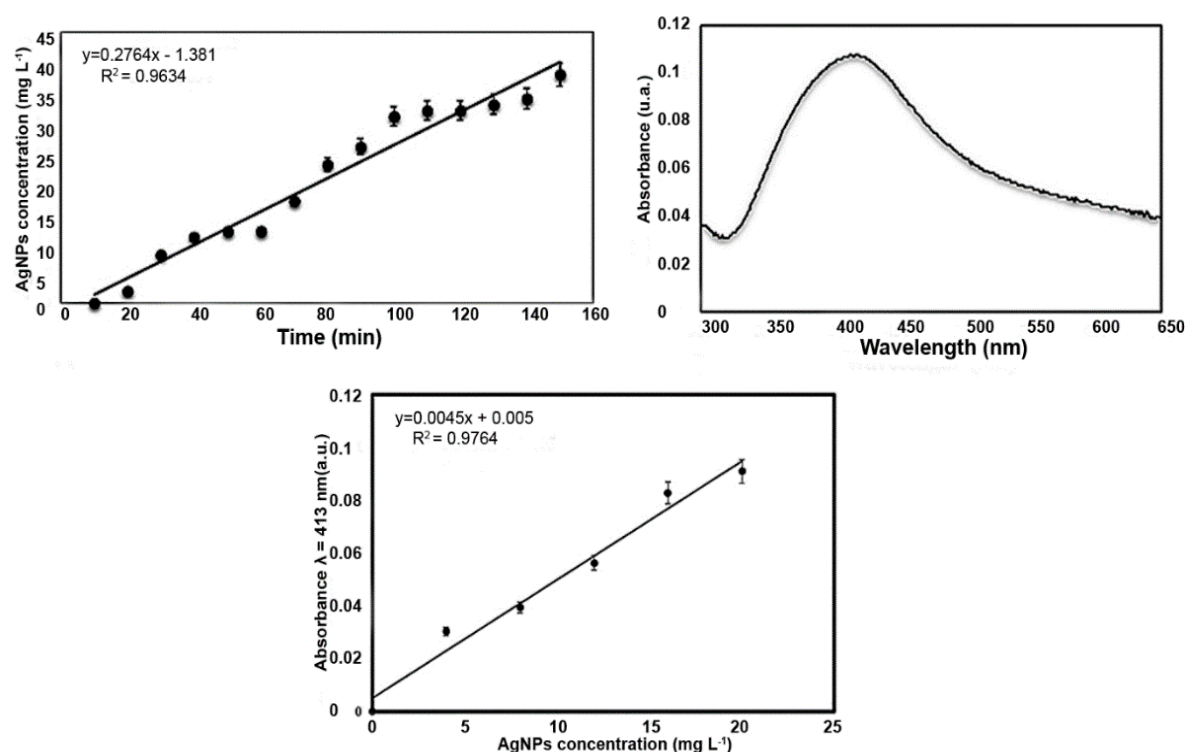 45
40
35
30
25
20
15
10
5
0
AgNPs concentration (mg L⁻¹)
y=0.2764x - 1.381
R² = 0.9634
0 20 40 60 80 100 120 140 160
Time (min)
0.12
0.1
0.08
0.06
0.04
0.02
0
Absorbance (u.a.)
300 350 400 450 500 550 600 650
Wavelength (nm)
0.12
0.1
0.08
0.06
0.04
0.02
0
Absorbance λ = 413 nm(a.u.)
y=0.0045x + 0.005
R² = 0.9764
0 5 10 15 20 25
AgNPs concentration (mg L⁻¹)